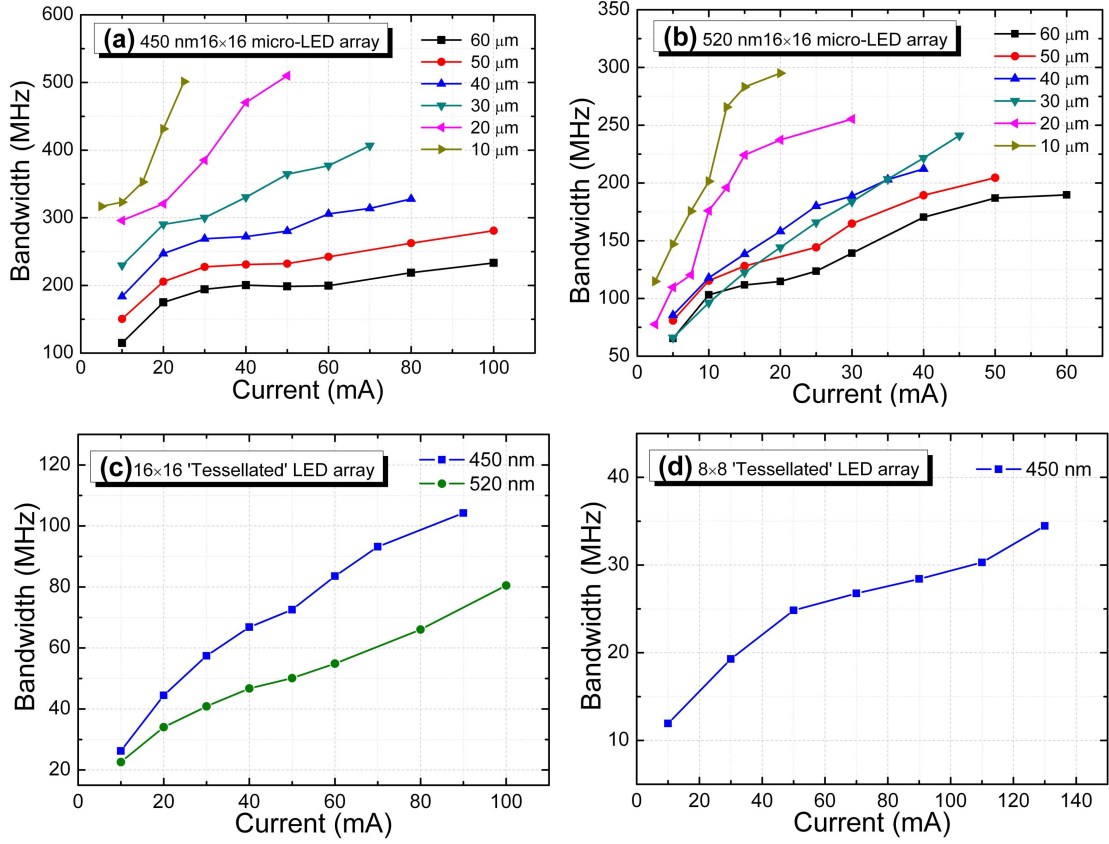 (a) 450 nm16×16 micro-LED array
60 μm
50 μm
40 μm
30 μm
20 μm
10 μm
600
500
400
300
200
100
Bandwidth (MHz)
0
20
40
60
80
100
Current (mA)
(b) 520 nm16×16 micro-LED array
60 μm
50 μm
40 μm
30 μm
20 μm
10 μm
500
350
300
250
200
150
100
50
Bandwidth (MHz)
0
10
20
30
40
50
60
Current (mA)
(c) 16×16 'Tessellated' LED array
450 nm
520 nm
120
100
80
60
40
20
Bandwidth (MHz)
0
20
40
60
80
100
Current (mA)
(d) 8×8 'Tessellated' LED array
450 nm
40
30
20
10
Bandwidth (MHz)
0
20
40
60
80
100
120
140
Current (mA)